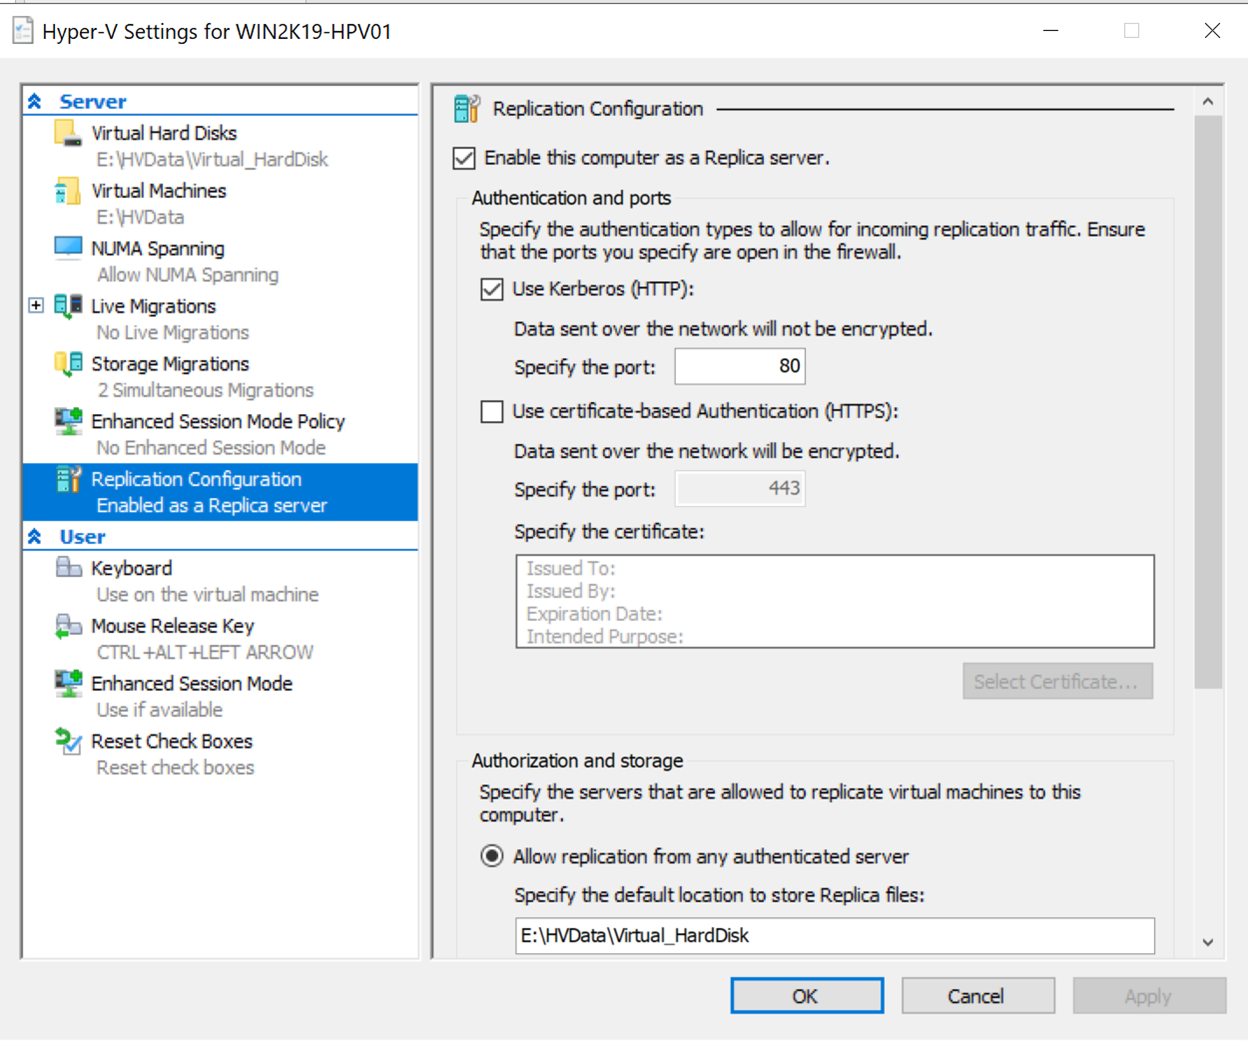 Hyper-V Settings for WIN2K19-HPV01
Server
Virtual Hard Disks
E:\HVData\Virtual_HardDisk
Virtual Machines
E:\HVData
NUMA Spanning
Allow NUMA Spanning
Live Migrations
No Live Migrations
Storage Migrations
2 Simultaneous Migrations
Enhanced Session Mode Policy
No Enhanced Session Mode
Replication Configuration
Enabled as a Replica server
User
Keyboard
Use on the virtual machine
Mouse Release Key
CTRL+ALT+LEFT ARROW
Enhanced Session Mode
Use if available
Reset Check Boxes
Reset check boxes
Replication Configuration
Enable this computer as a Replica server.
Authentication and ports
Specify the authentication types to allow for incoming replication traffic. Ensure
that the ports you specify are open in the firewall.
Use Kerberos (HTTP):
Data sent over the network will not be encrypted.
Specify the port: 80
Use certificate-based Authentication (HTTPS):
Data sent over the network will be encrypted.
Specify the port: 443
Specify the certificate:
Issued To:
Issued By:
Expiration Date:
Intended Purpose:
Select Certificate...
Authorization and storage
Specify the servers that are allowed to replicate virtual machines to this
computer.
Allow replication from any authenticated server
Specify the default location to store Replica files:
E:\HVData\Virtual_HardDisk
OK Cancel Apply